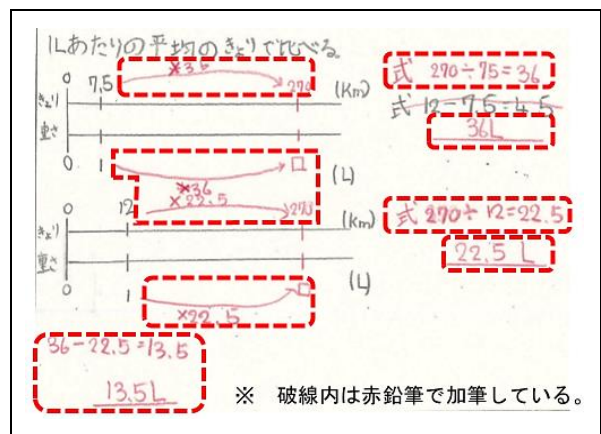 1Lあたりの平均のきょりで比べる。
×36
0 7.5 270 (Km)
きょり
重さ
0 1 □ (L)
×36
式 270÷75=36
式 12-7.5=4.5
36L
×22.5
0 12 270 (Km)
きょり
重さ
0 1 □ (L)
×22.5
式 270÷12=22.5
22.5 L
36-22.5=13.5
13.5L
※ 破線内は赤鉛筆で加筆している。